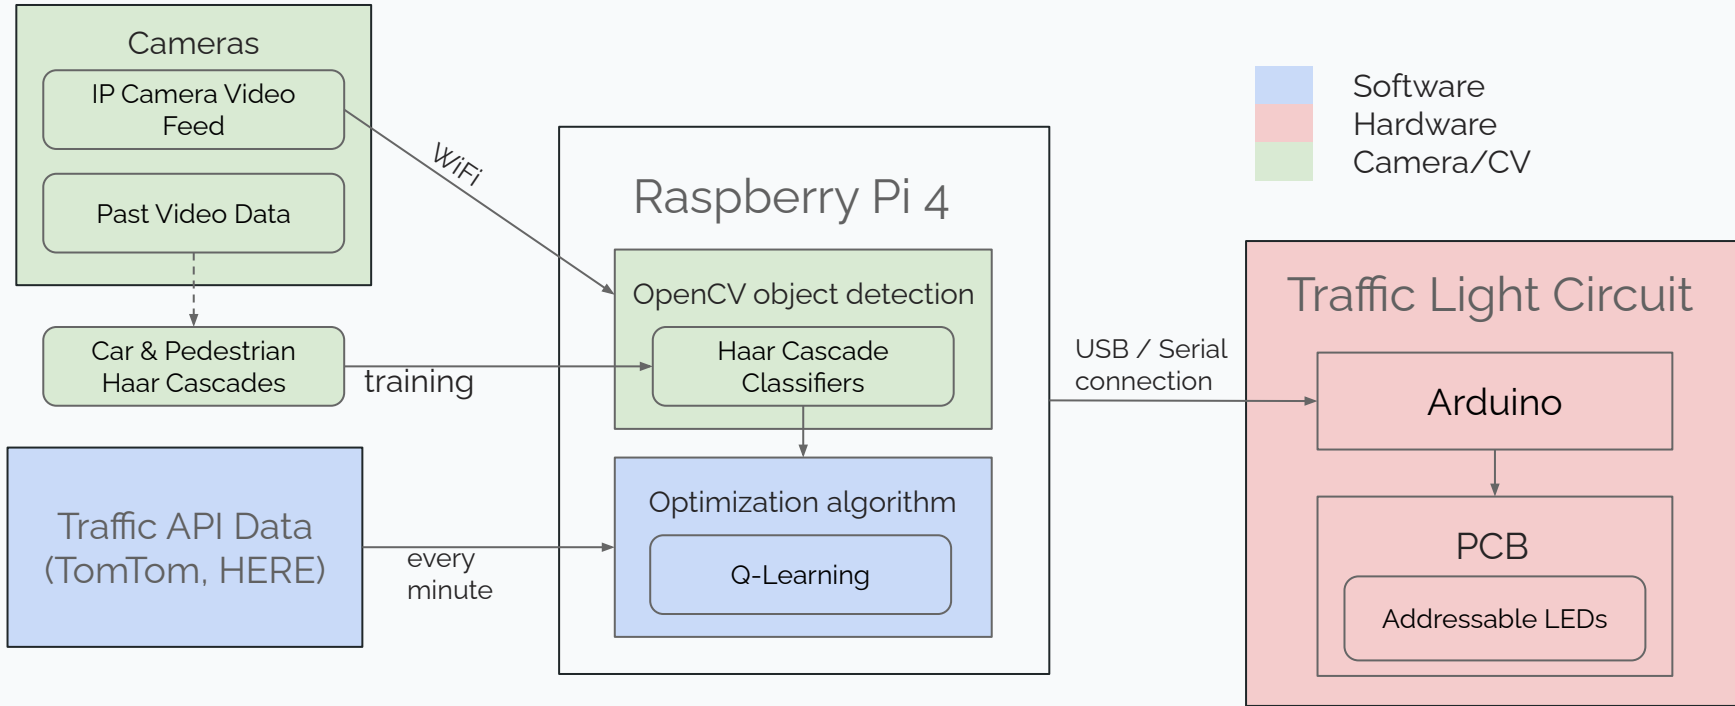 Cameras
IP Camera Video
Feed
Past Video Data
Car & Pedestrian
Haar Cascades
Traffic API Data
(TomTom, HERE)
WiFi
training
every
minute
Raspberry Pi 4
OpenCV object detection
Haar Cascade
Classifiers
Optimization algorithm
Q-Learning
USB / Serial
connection
Software
Hardware
Camera/CV
Traffic Light Circuit
Arduino
PCB
Addressable LEDs